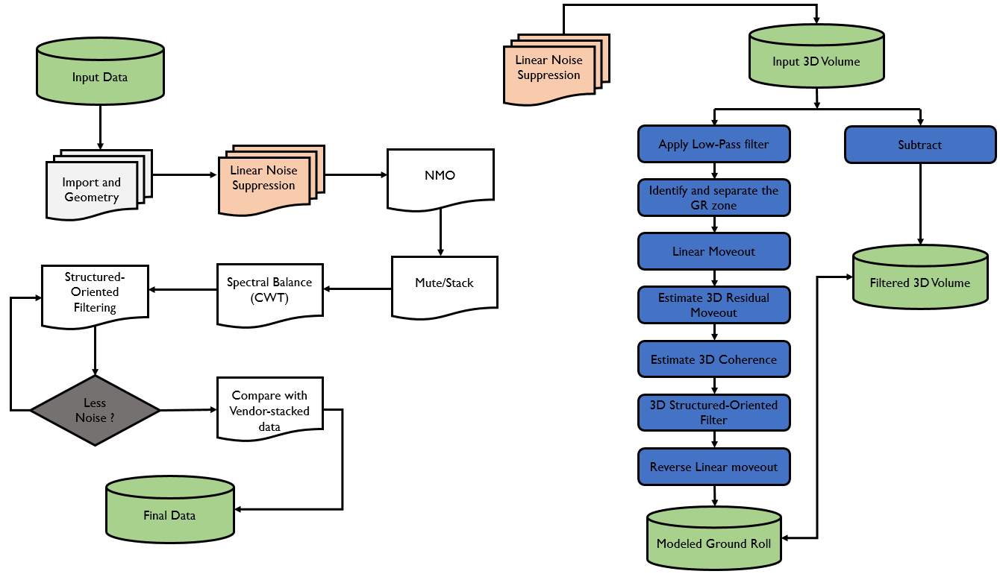 Input Data
Import and
Geometry
Linear Noise
Suppression
NMO
Mute/Stack
Spectral Balance
(CWT)
Structured-
Oriented
Filtering
Less
Noise ?
Compare with
Vendor-stacked
data
Final Data
Linear Noise
Suppression
Input 3D Volume
Apply Low-Pass filter
Identify and separate the
GR zone
Linear Moveout
Estimate 3D Residual
Moveout
Estimate 3D Coherence
3D Structured-Oriented
Filter
Reverse Linear moveout
Modeled Ground Roll
Subtract
Filtered 3D Volume